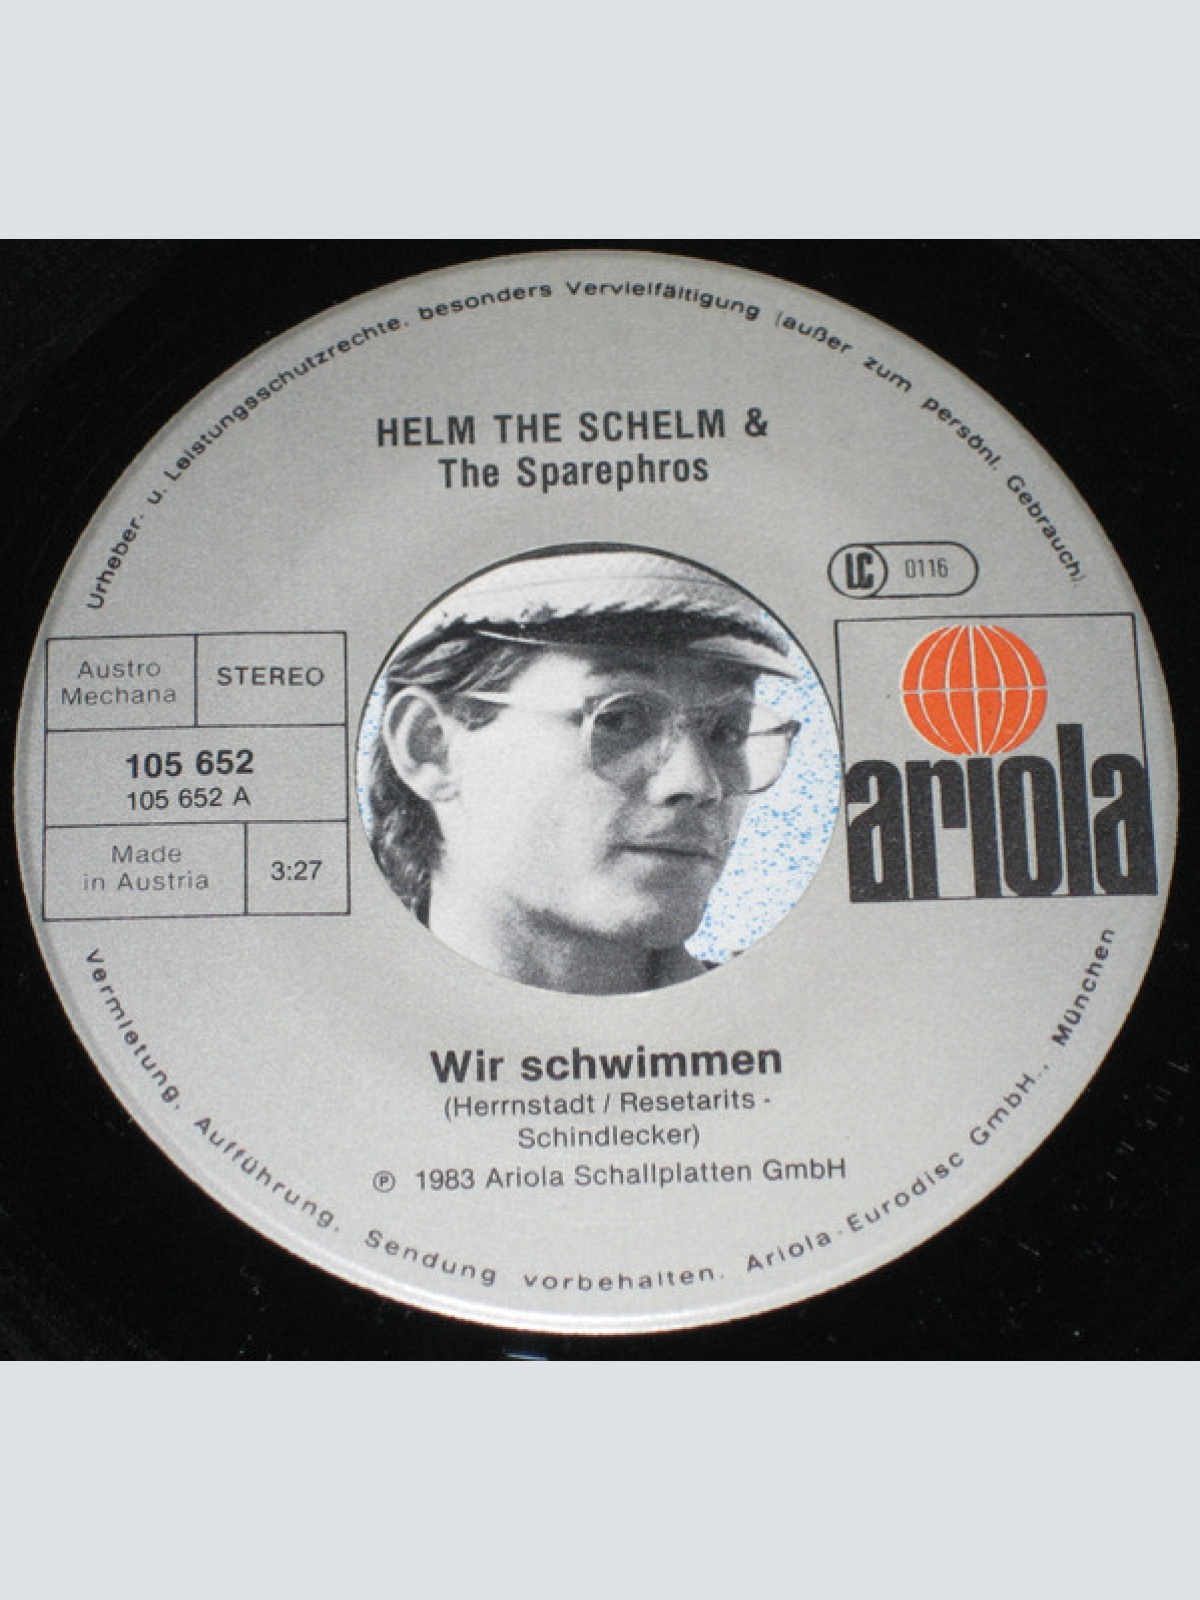 Urheber- u. Leistungsschutzrechte, besonders Vervielfältigung (außer zum persönl. Gebrauch),
HELM THE SCHELM &
The Sparephros
LC 0116
Austro
Mechana
STEREO
105 652
105 652 A
Made
in Austria
3:27
ariola
Wir schwimmen
(Herrnstadt / Resetarits -
Schindlecker)
℗ 1983 Ariola Schallplatten GmbH
Vermietung, Aufführung, Sendung vorbehalten. Ariola-Eurodisc GmbH., München